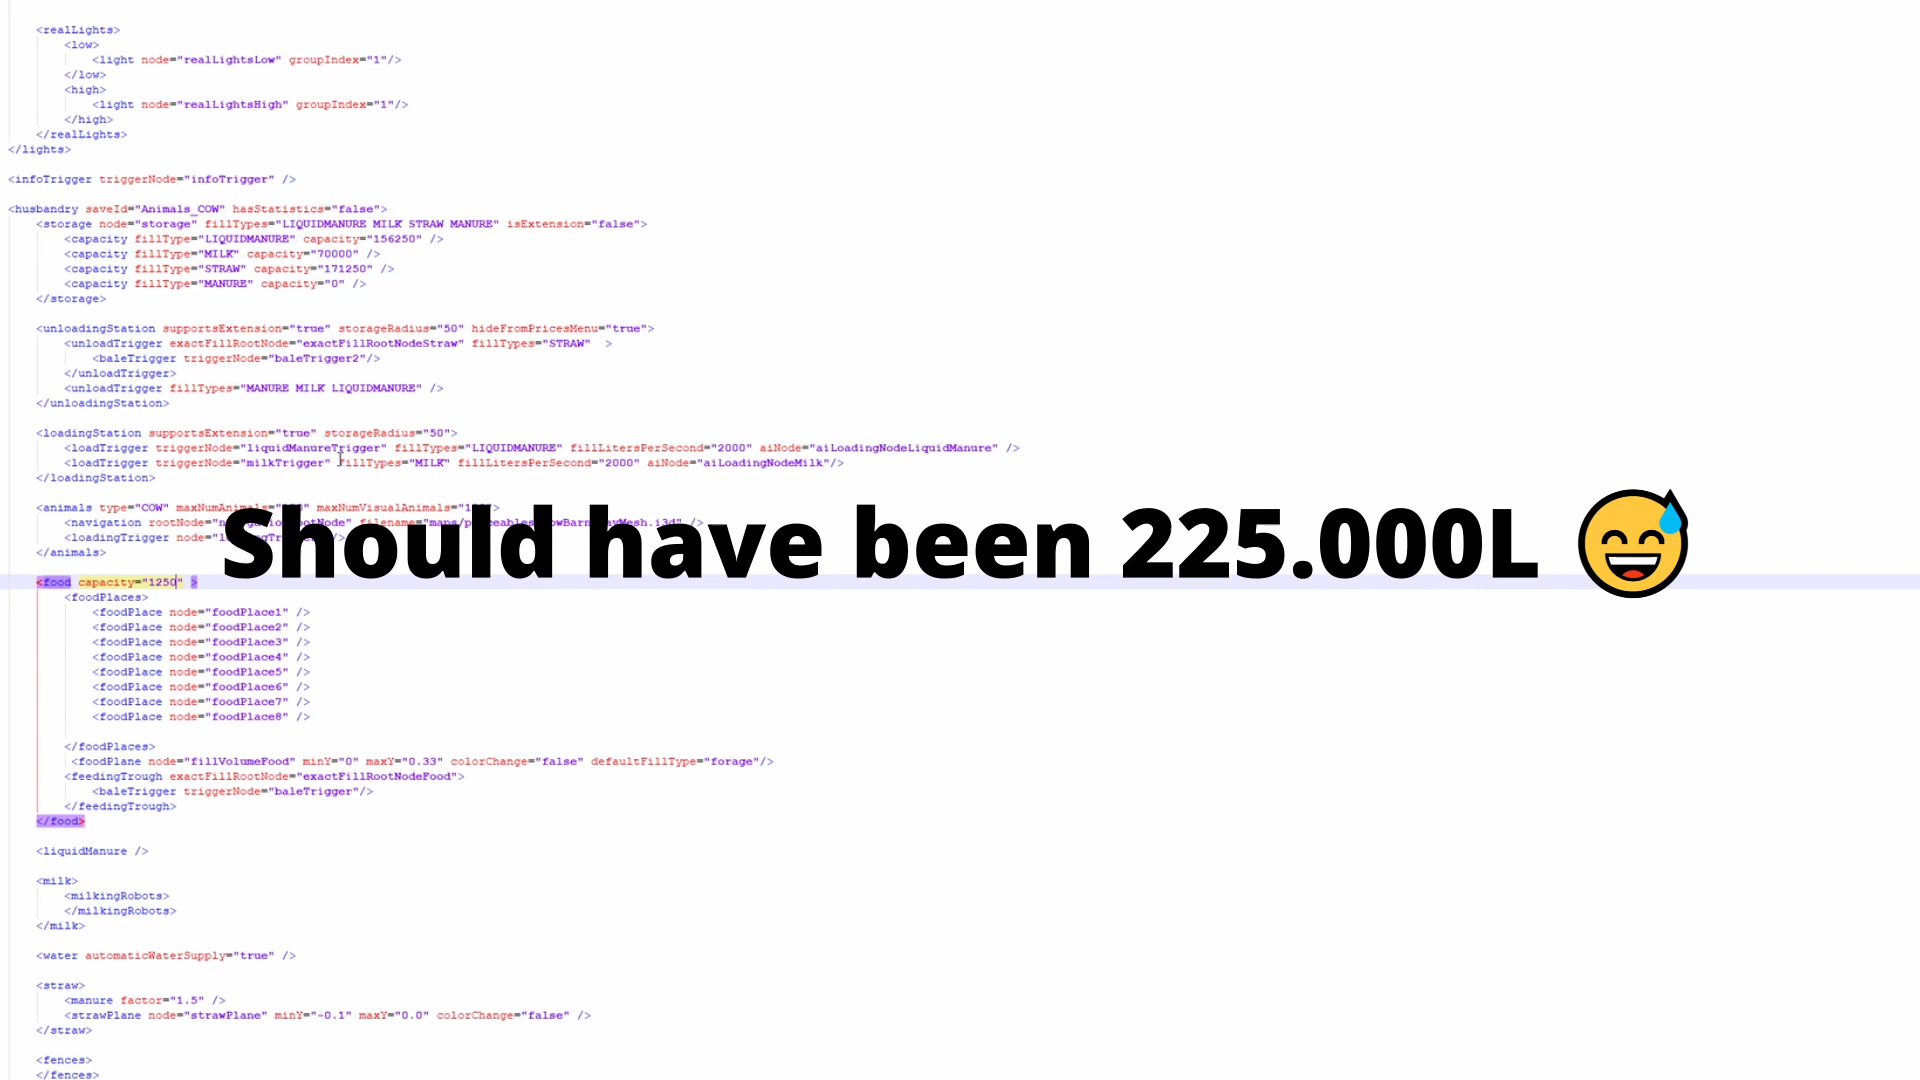 <realLights>
<low>
<light node="realLightsLow" groupIndex="1"/>
</low>
<high>
<light node="realLightsHigh" groupIndex="1"/>
</high>
</realLights>
</lights>
<infoTrigger triggerNode="infoTrigger" />
<husbandry saveId="Animals_COW" hasStatistics="false">
<storage node="storage" fillTypes="LIQUIDMANURE MILK STRAW MANURE" isExtension="false">
<capacity fillType="LIQUIDMANURE" capacity="156250" />
<capacity fillType="MILK" capacity="70000" />
<capacity fillType="STRAW" capacity="171250" />
<capacity fillType="MANURE" capacity="0" />
</storage>
<unloadingStation supportsExtension="true" storageRadius="50" hideFromPricesMenu="true">
<unloadTrigger exactFillRootNode="exactFillRootNodeStraw" fillTypes="STRAW" >
<baleTrigger triggerNode="baleTrigger2"/>
</unloadTrigger>
<unloadTrigger fillTypes="MANURE MILK LIQUIDMANURE" />
</unloadingStation>
<loadingStation supportsExtension="true" storageRadius="50">
<loadTrigger triggerNode="liquidManureTrigger" fillTypes="LIQUIDMANURE" fillLitersPerSecond="2000" aiNode="aiLoadingNodeLiquidManure" />
<loadTrigger triggerNode="milkTrigger" fillTypes="MILK" fillLitersPerSecond="2000" aiNode="aiLoadingNodeMilk"/>
</loadingStation>
<animals type="COW"
<navigation rootNode=
<loadingTrigger node=
</animals>
Should have been 225.000L
<food capacity="1250" >
<foodPlaces>
<foodPlace node="foodPlace1" />
<foodPlace node="foodPlace2" />
<foodPlace node="foodPlace3" />
<foodPlace node="foodPlace4" />
<foodPlace node="foodPlace5" />
<foodPlace node="foodPlace6" />
<foodPlace node="foodPlace7" />
<foodPlace node="foodPlace8" />
</foodPlaces>
<foodPlane node="fillVolumeFood" minY="0" maxY="0.33" colorChange="false" defaultFillType="forage"/>
<feedingTrough exactFillRootNode="exactFillRootNodeFood">
<baleTrigger triggerNode="baleTrigger"/>
</feedingTrough>
</food>
<liquidManure />
<milk>
<milkingRobots>
</milkingRobots>
</milk>
<water automaticWaterSupply="true" />
<straw>
<manure factor="1.5" />
<strawPlane node="strawPlane" minY="-0.1" maxY="0.0" colorChange="false" />
</straw>
<fences>
</fences>